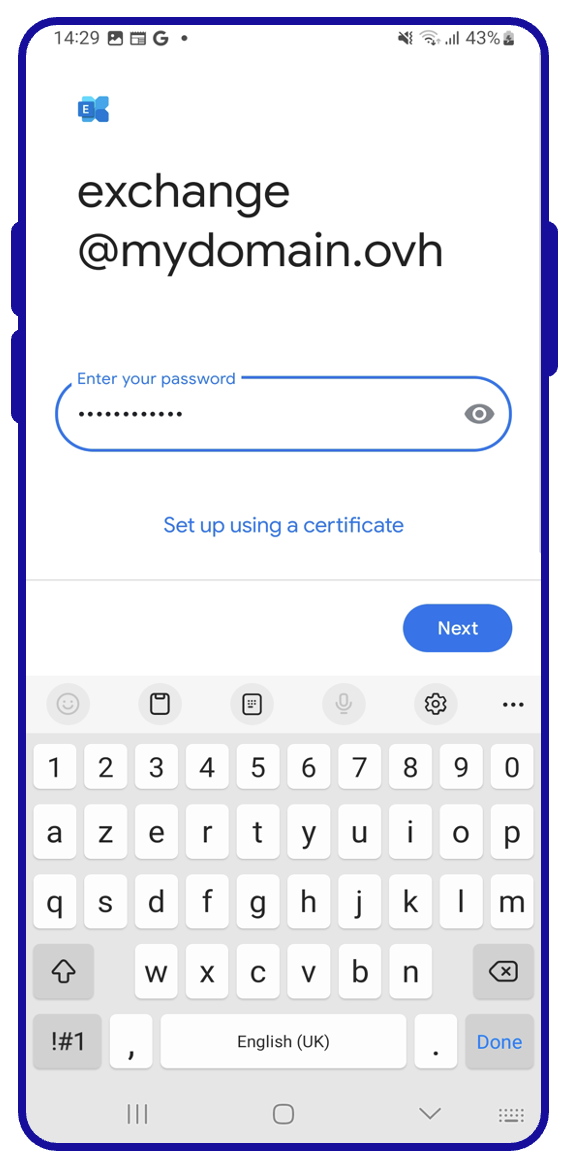 14:29 G 43%
E
exchange
@mydomain.ovh
Enter your password
••••••••••••
Set up using a certificate
Next
1 2 3 4 5 6 7 8 9 0
a z e r t y u i o p
q s d f g h j k l m
w x c v b n
!#1 , English (UK) . Done